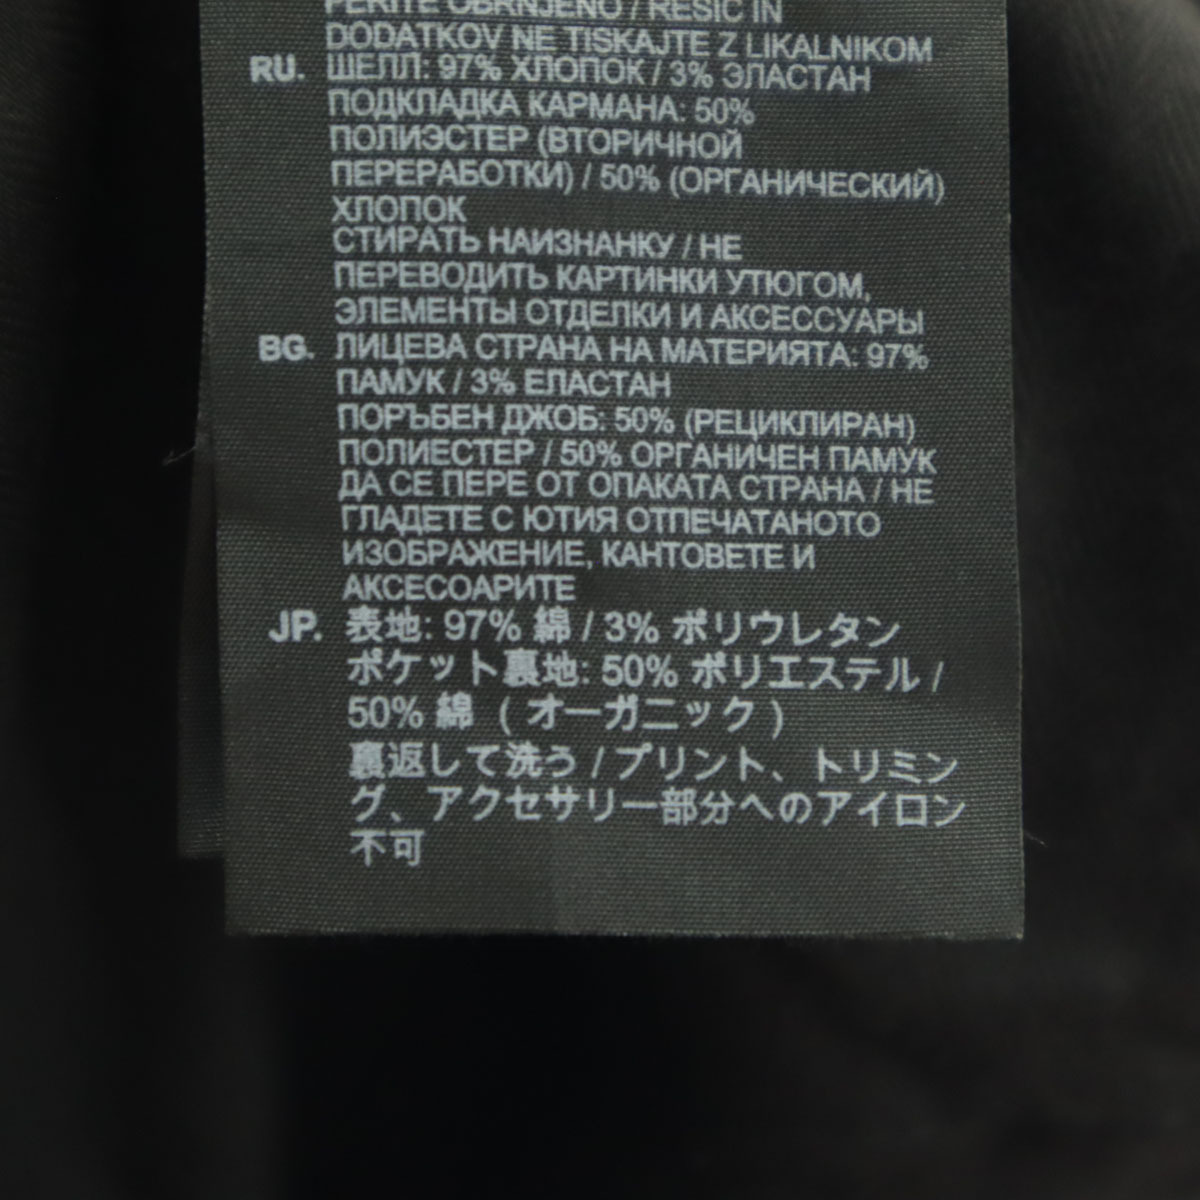 PERITE OBRNJENO / RESIC IN
DODATKOV NE TISKAJTE Z LIKALNIKOM
RU. ШЕЛЛ: 97% ХЛОПОК / 3% ЭЛАСТАН
ПОДКЛАДКА КАРМАНА: 50%
ПОЛИЭСТЕР (ВТОРИЧНОЙ
ПЕРЕРАБОТКИ) / 50% (ОРГАНИЧЕСКИЙ)
ХЛОПОК
СТИРАТЬ НАИЗНАНКУ / НЕ
ПЕРЕВОДИТЬ КАРТИНКИ УТЮГОМ,
ЭЛЕМЕНТЫ ОТДЕЛКИ И АКСЕССУАРЫ
BG. ЛИЦЕВА СТРАНА НА МАТЕРИЯТА: 97%
ПАМУК / 3% ЕЛАСТАН
ПОРЪБЕН ДЖОБ: 50% (РЕЦИКЛИРАН)
ПОЛИЕСТЕР / 50% ОРГАНИЧЕН ПАМУК
ДА СЕ ПЕРЕ ОТ ОПАКАТА СТРАНА / НЕ
ГЛАДЕТЕ С ЮТИЯ ОТПЕЧАТАНОТО
ИЗОБРАЖЕНИЕ, КАНТОВЕТЕ И
АКСЕСОАРИТЕ
JP. 表地: 97% 綿 / 3% ポリウレタン
ポケット裏地: 50% ポリエステル /
50% 綿 ( オーガニック )
裏返して洗う / プリント、トリミン
グ、アクセサリー部分へのアイロン
不可